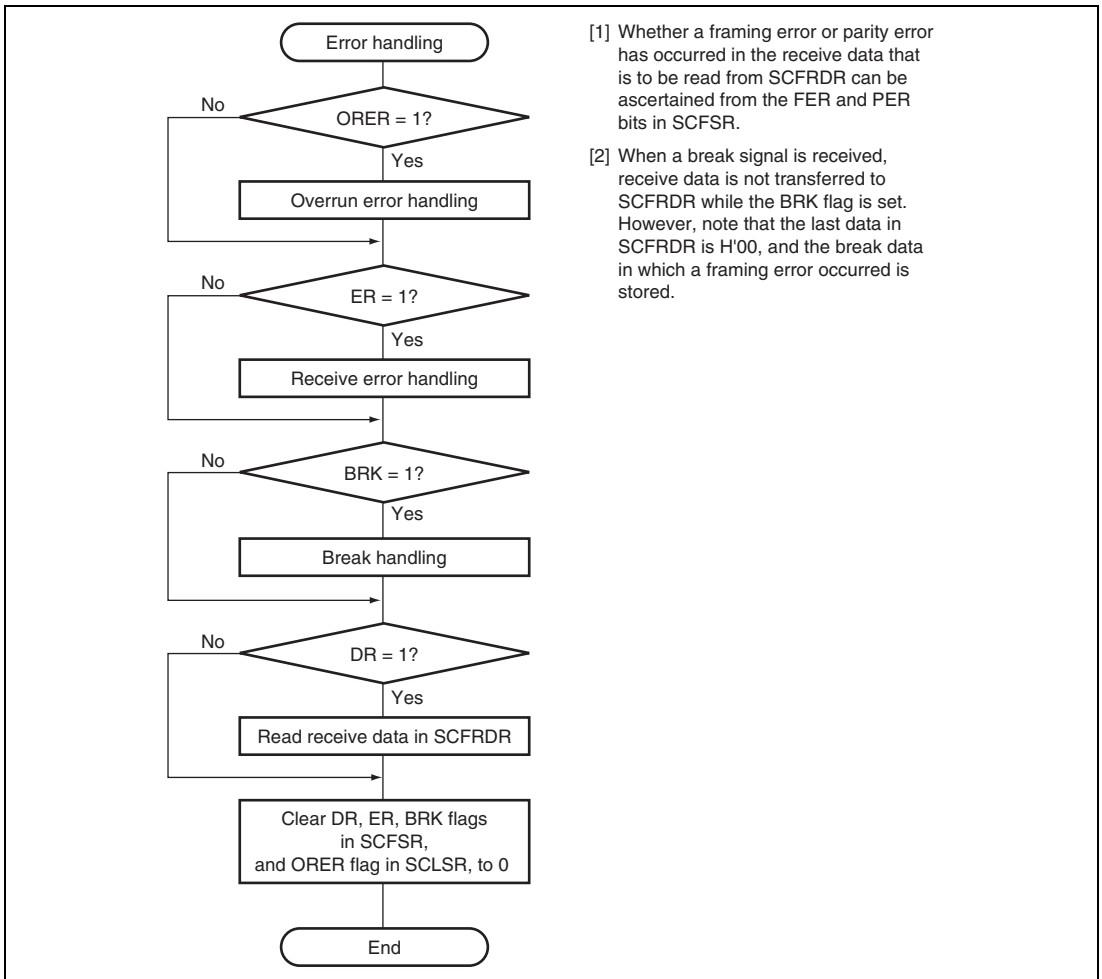 Error handling
No
ORER = 1?
Yes
Overrun error handling
No
ER = 1?
Yes
Receive error handling
No
BRK = 1?
Yes
Break handling
No
DR = 1?
Yes
Read receive data in SCFRDR
Clear DR, ER, BRK flags
in SCFSR,
and ORER flag in SCLSR, to 0
End
[1] Whether a framing error or parity error
has occurred in the receive data that
is to be read from SCFRDR can be
ascertained from the FER and PER
bits in SCFSR.
[2] When a break signal is received,
receive data is not transferred to
SCFRDR while the BRK flag is set.
However, note that the last data in
SCFRDR is H'00, and the break data
in which a framing error occurred is
stored.